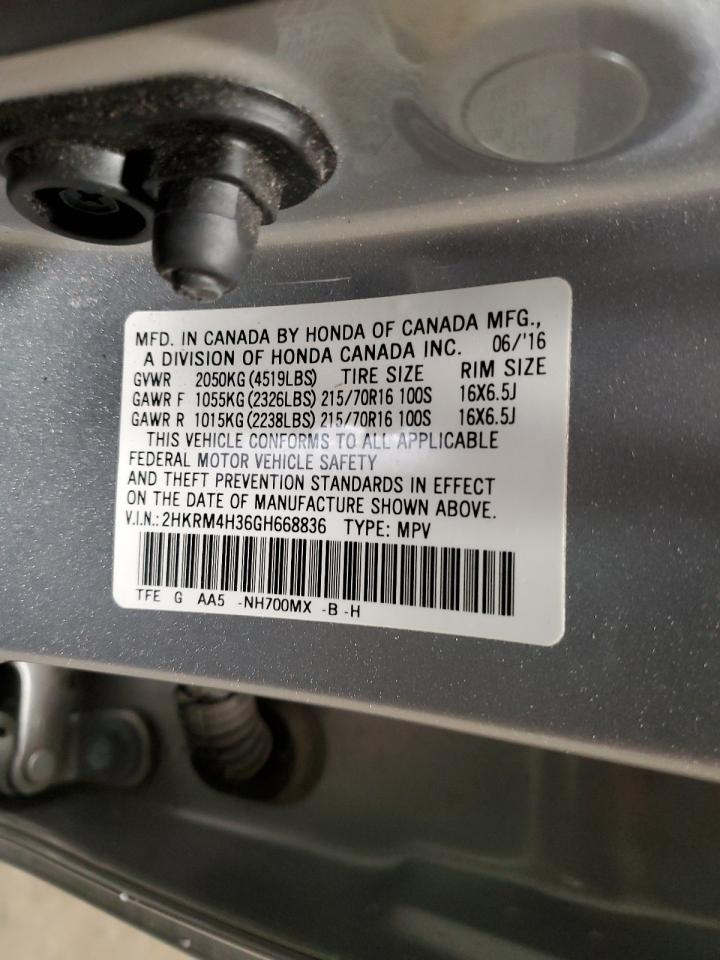 MFD. IN CANADA BY HONDA OF CANADA MFG.,
A DIVISION OF HONDA CANADA INC. 06/'16
GVWR 2050KG(4519LBS) TIRE SIZE RIM SIZE
GAWR F 1055KG(2326LBS) 215/70R16 100S 16X6.5J
GAWR R 1015KG(2238LBS) 215/70R16 100S 16X6.5J
THIS VEHICLE CONFORMS TO ALL APPLICABLE
FEDERAL MOTOR VEHICLE SAFETY
AND THEFT PREVENTION STANDARDS IN EFFECT
ON THE DATE OF MANUFACTURE SHOWN ABOVE.
V.I.N.: 2HKRM4H36GH668836 TYPE: MPV
TFE G AA5 -NH700MX -B -H